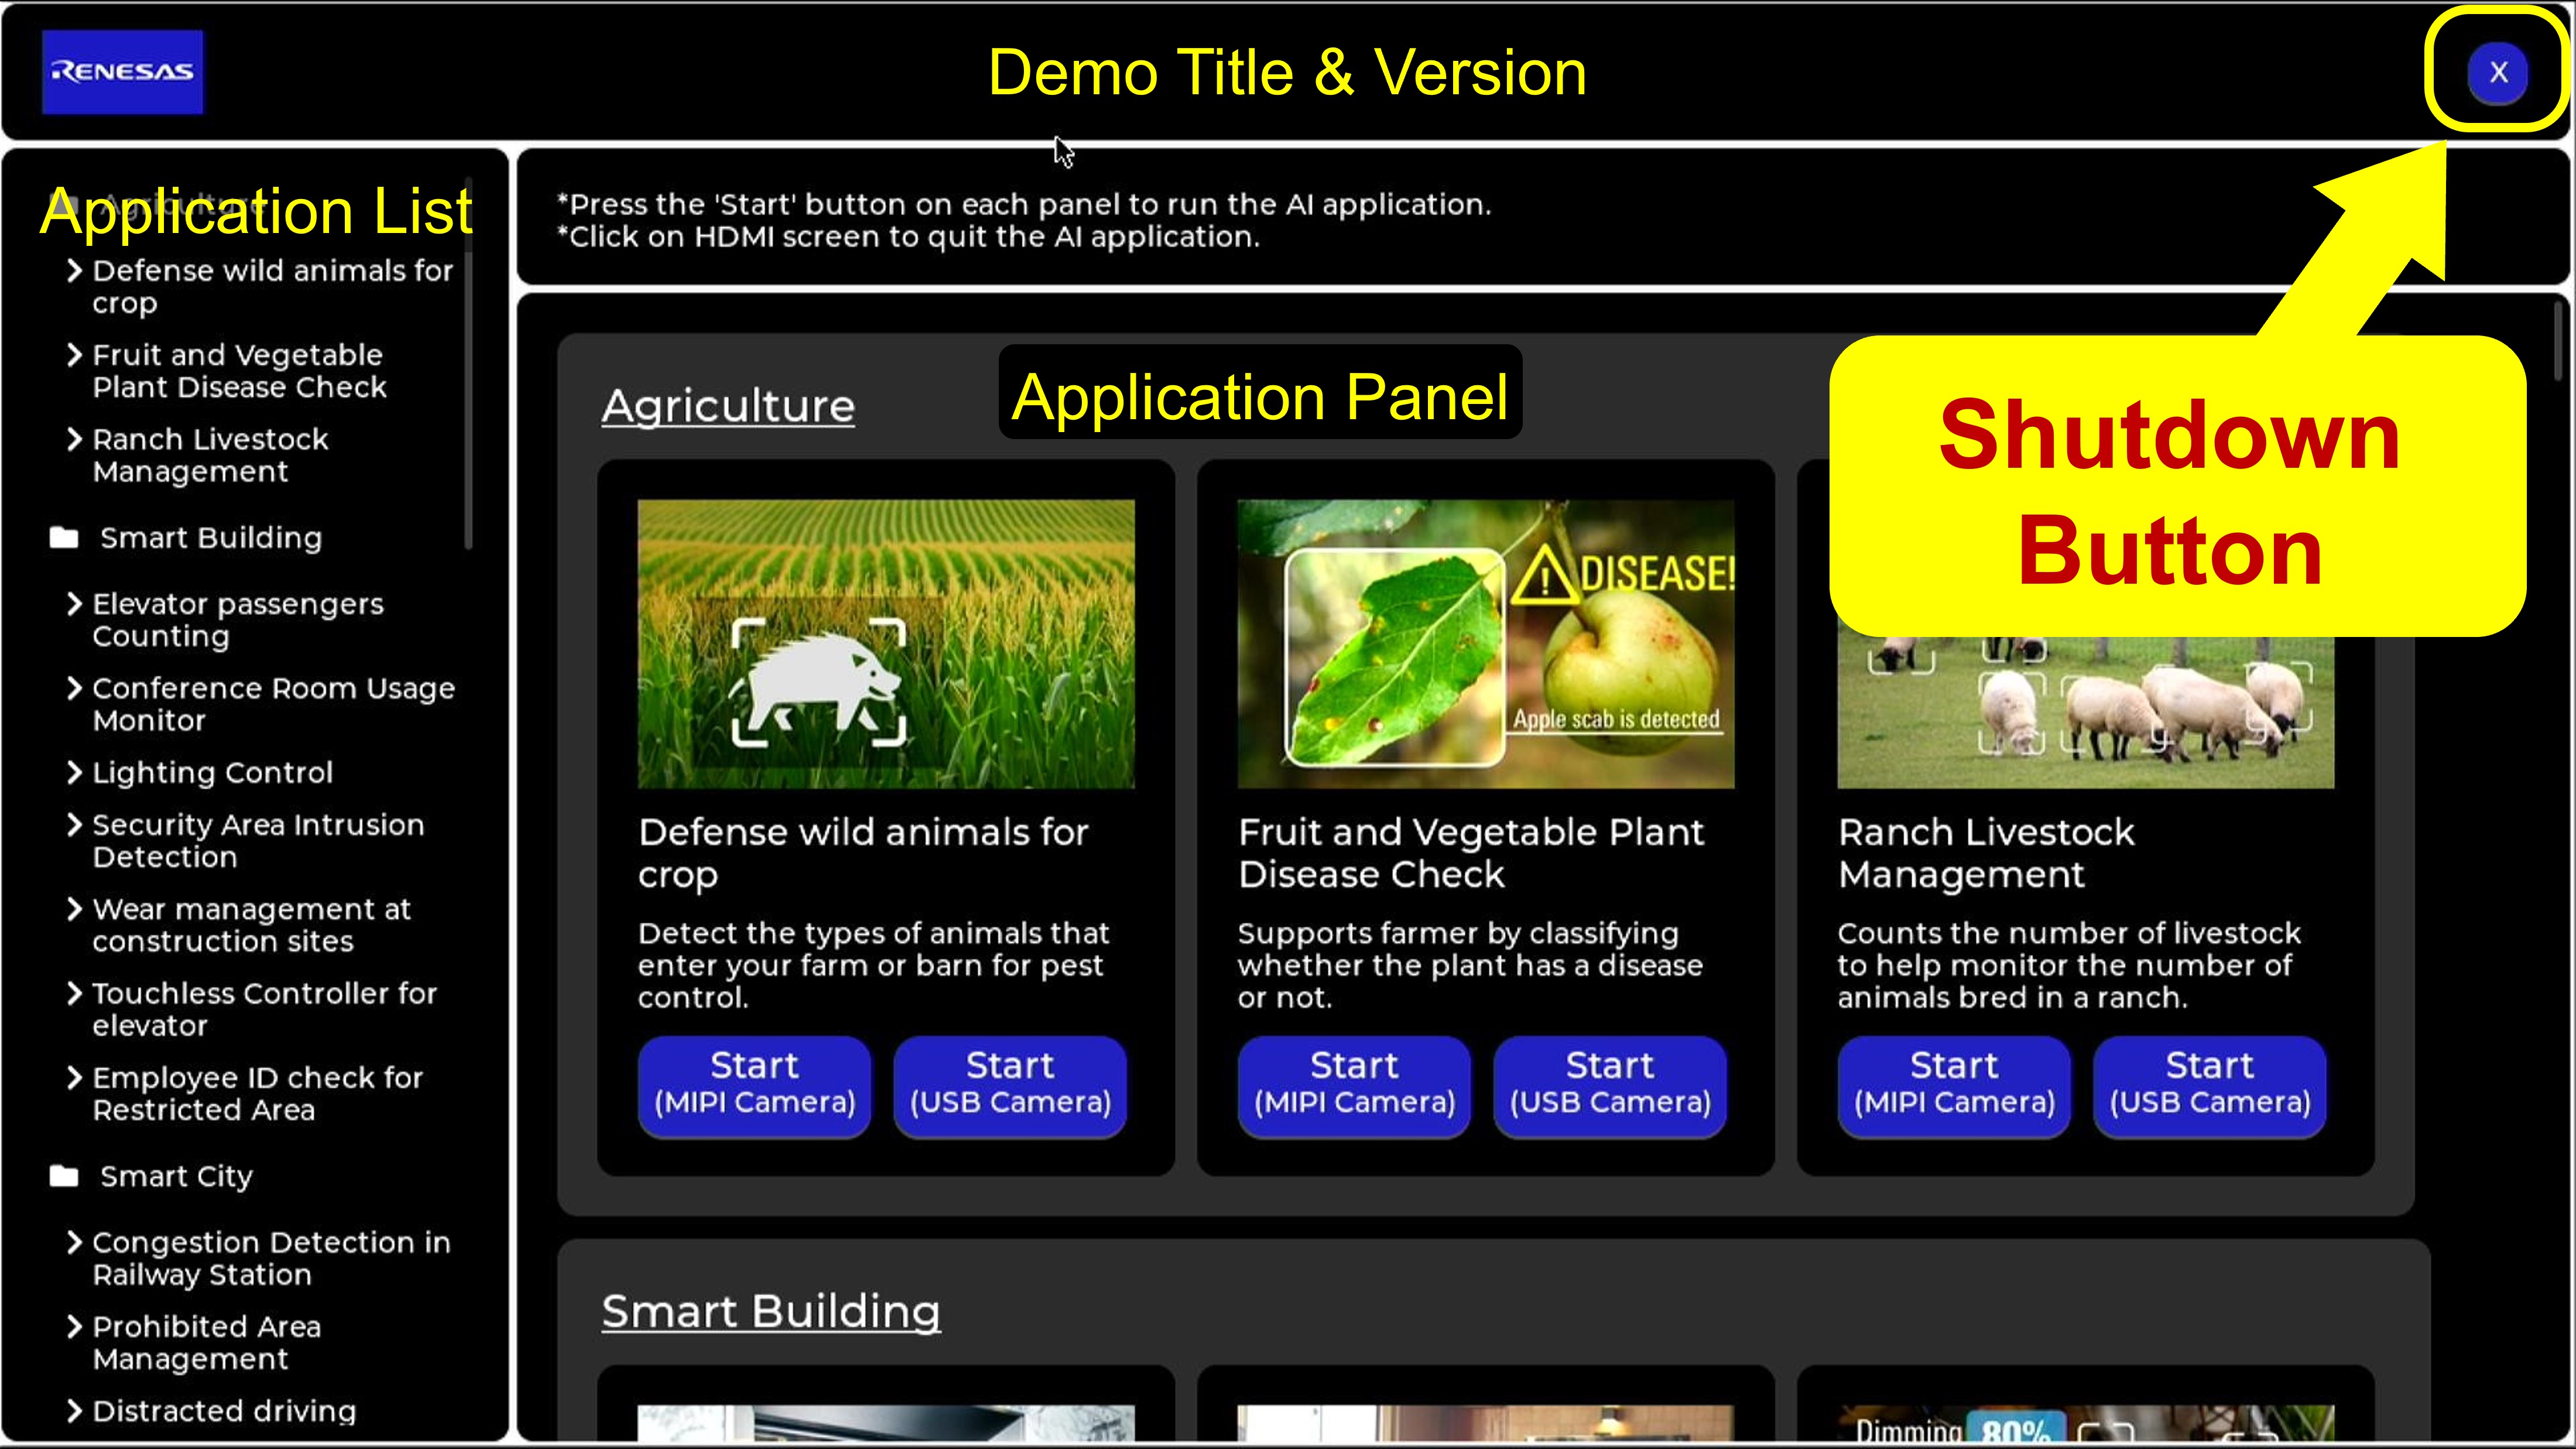 RENESAS
Demo Title & Version
X
Application List
Agriculture
Defense wild animals for
crop
Fruit and Vegetable
Plant Disease Check
Ranch Livestock
Management
Smart Building
Elevator passengers
Counting
Conference Room Usage
Monitor
Lighting Control
Security Area Intrusion
Detection
Wear management at
construction sites
Touchless Controller for
elevator
Employee ID check for
Restricted Area
Smart City
Congestion Detection in
Railway Station
Prohibited Area
Management
Distracted driving
*Press the 'Start' button on each panel to run the AI application.
*Click on HDMI screen to quit the AI application.
Shutdown
Button
Agriculture
Application Panel
DISEASE!
Apple scab is detected
Defense wild animals for
crop
Detect the types of animals that
enter your farm or barn for pest
control.
Start
(MIPI Camera)
Start
(USB Camera)
Fruit and Vegetable Plant
Disease Check
Supports farmer by classifying
whether the plant has a disease
or not.
Start
(MIPI Camera)
Start
(USB Camera)
Ranch Livestock
Management
Counts the number of livestock
to help monitor the number of
animals bred in a ranch.
Start
(MIPI Camera)
Start
(USB Camera)
Smart Building
Dimming 80%